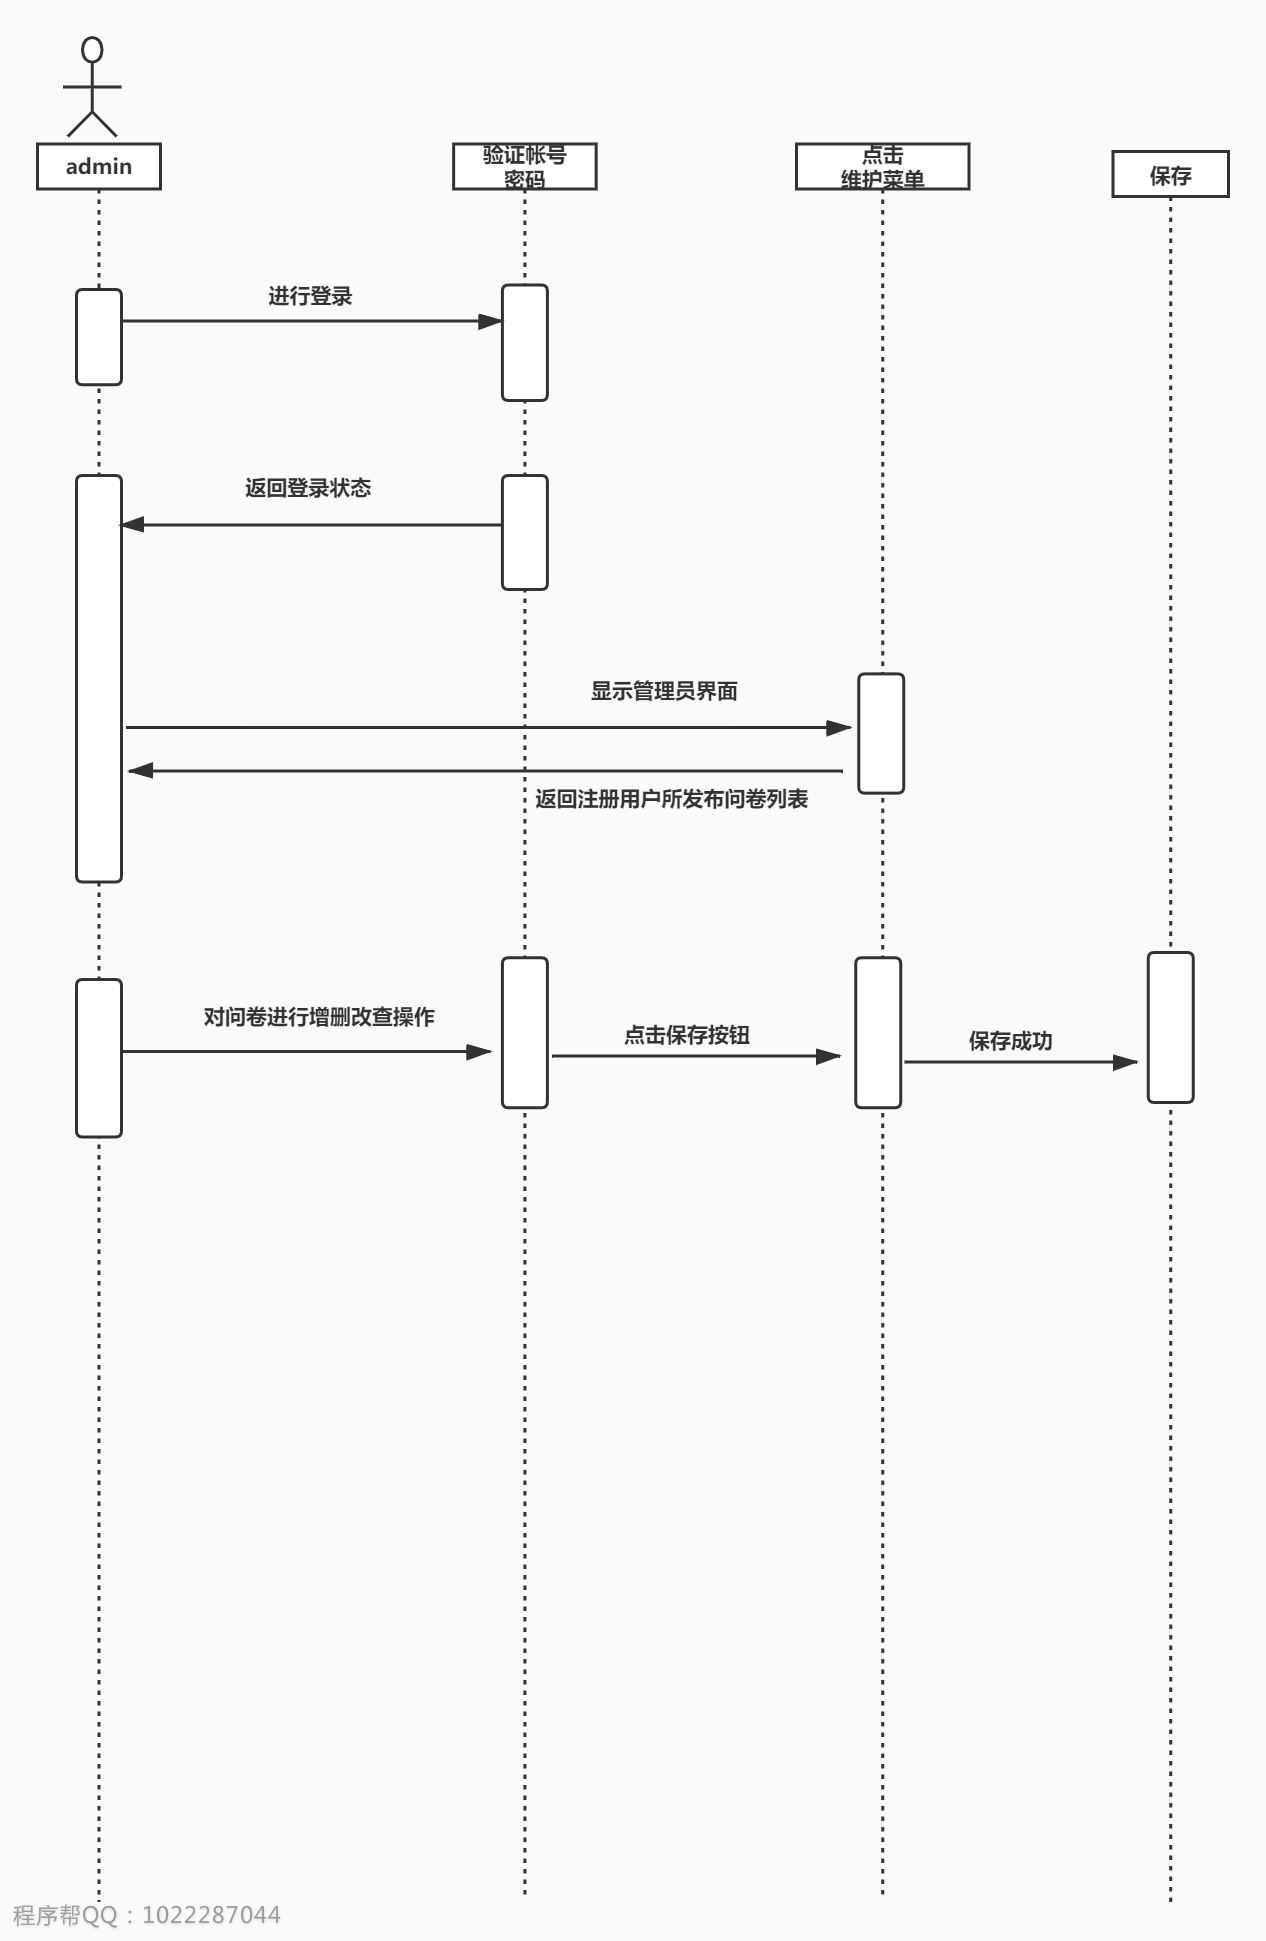 admin
验证帐号
密码
点击
维护菜单
保存
进行登录
返回登录状态
显示管理员界面
返回注册用户所发布问卷列表
对问卷进行增删改查操作
点击保存按钮
保存成功
程序帮QQ：1022287044